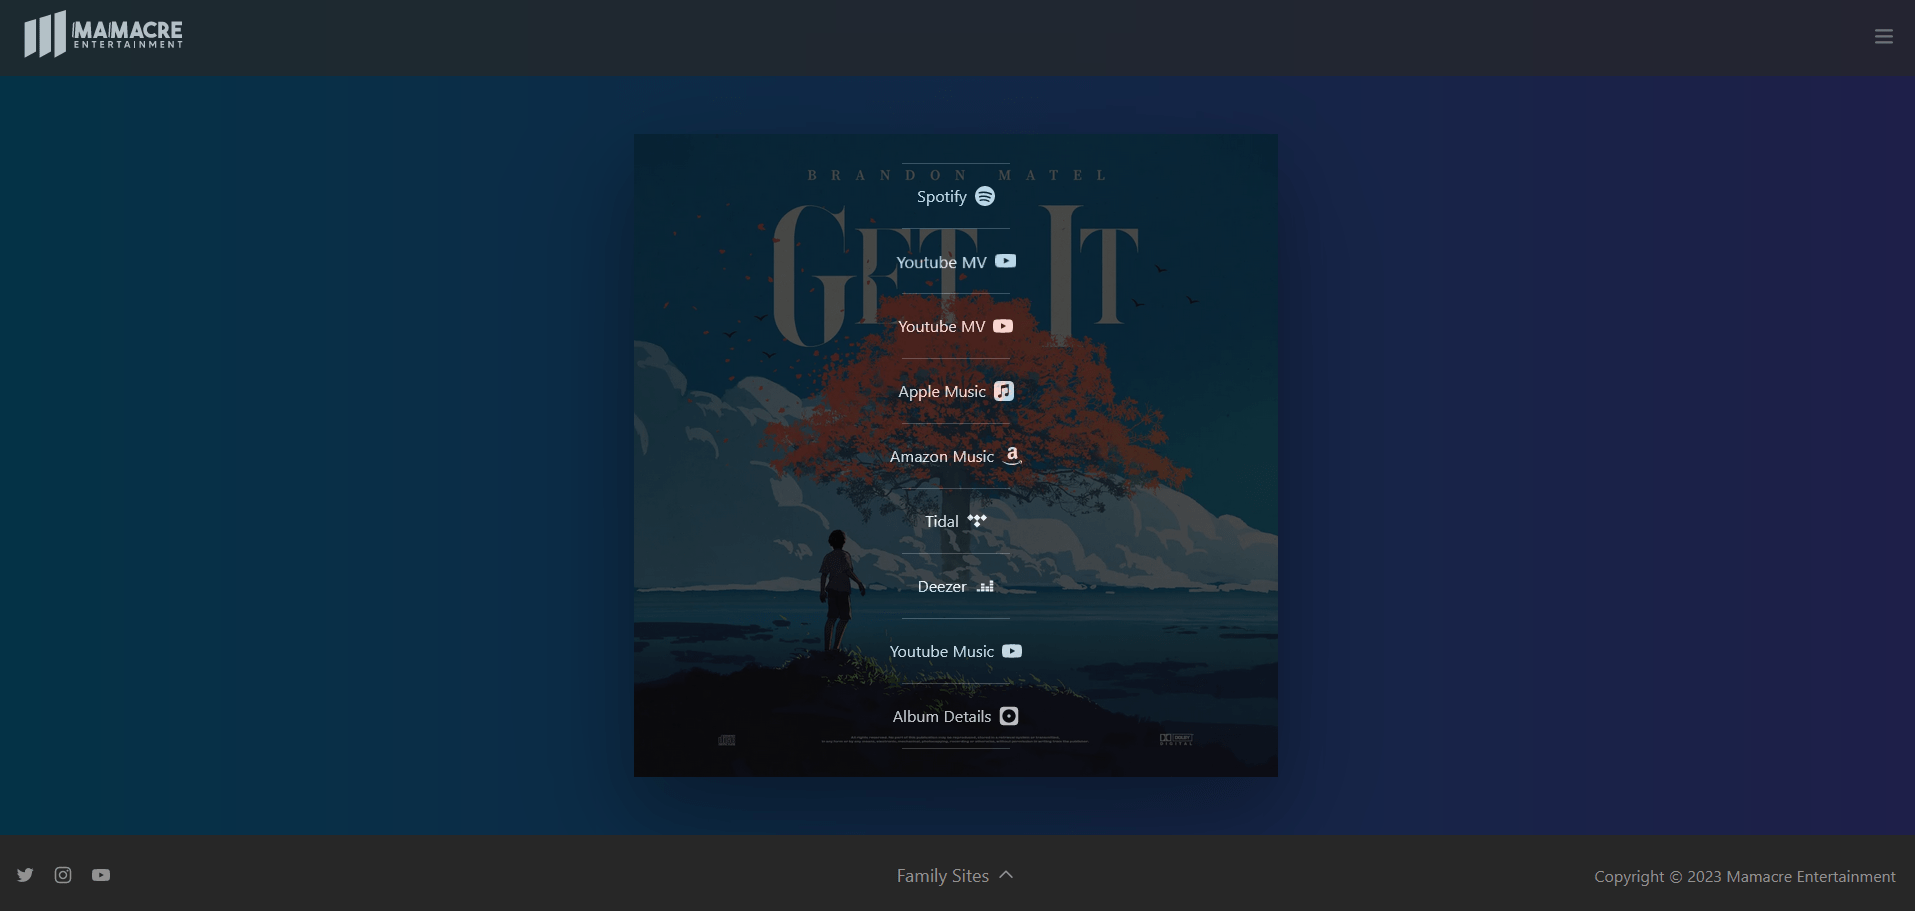 MAMACRE
ENTERTAINMENT
BRANDON MATEL
Spotify
GET IT
Youtube MV
Youtube MV
Apple Music
Amazon Music
a
Tidal
Deezer
Youtube Music
Album Details
DIGITAL
Family Sites
Copyright © 2023 Mamacre Entertainment